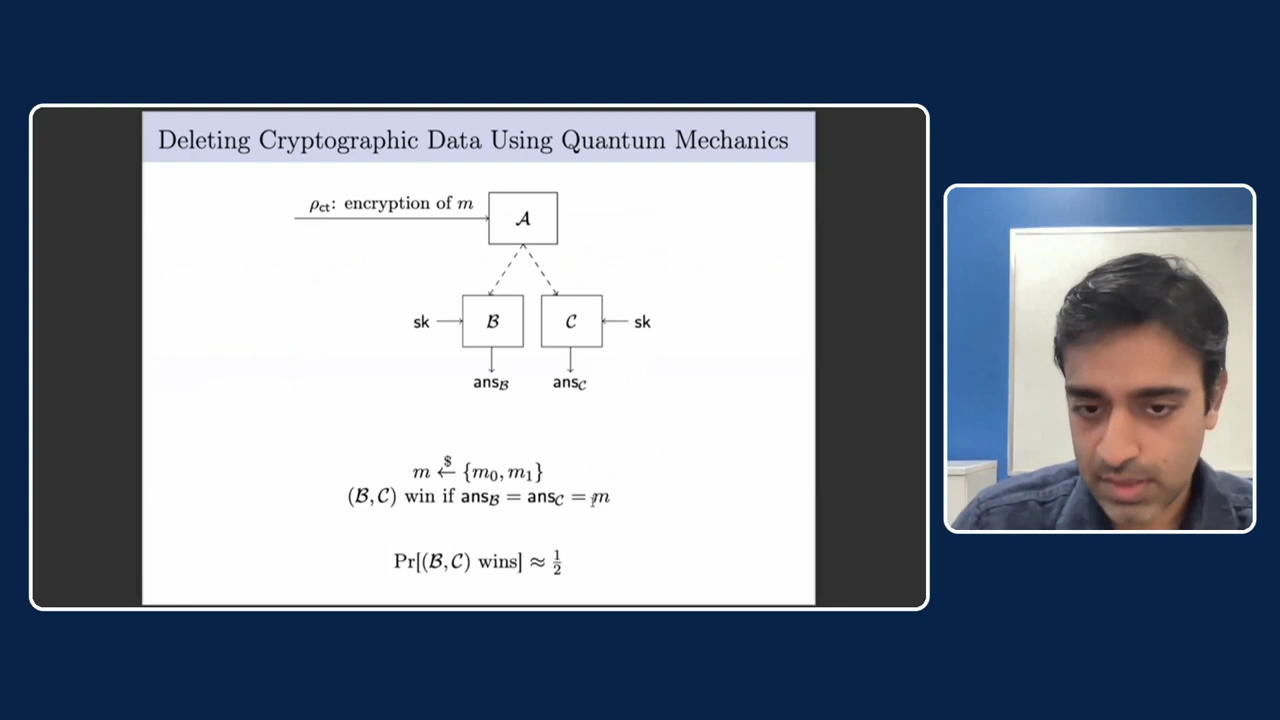 Deleting Cryptographic Data Using Quantum Mechanics
ρct: encryption of m
𝒜
sk
ℬ
𝒞
sk
ansℬ
ans𝒞
m ←$ {m₀, m₁}
(ℬ, 𝒞) win if ansℬ = ans𝒞 = m
Pr[(ℬ, 𝒞) wins] ≈ 1/2